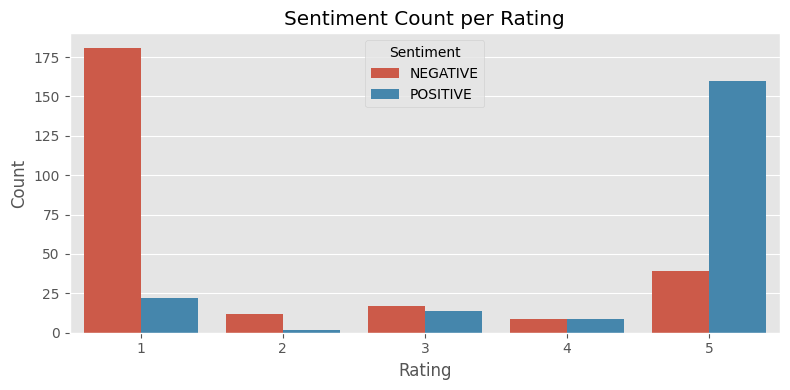 Sentiment Count per Rating
Sentiment
NEGATIVE
POSITIVE
Count
175
150
125
100
75
50
25
0
1 2 3 4 5
Rating